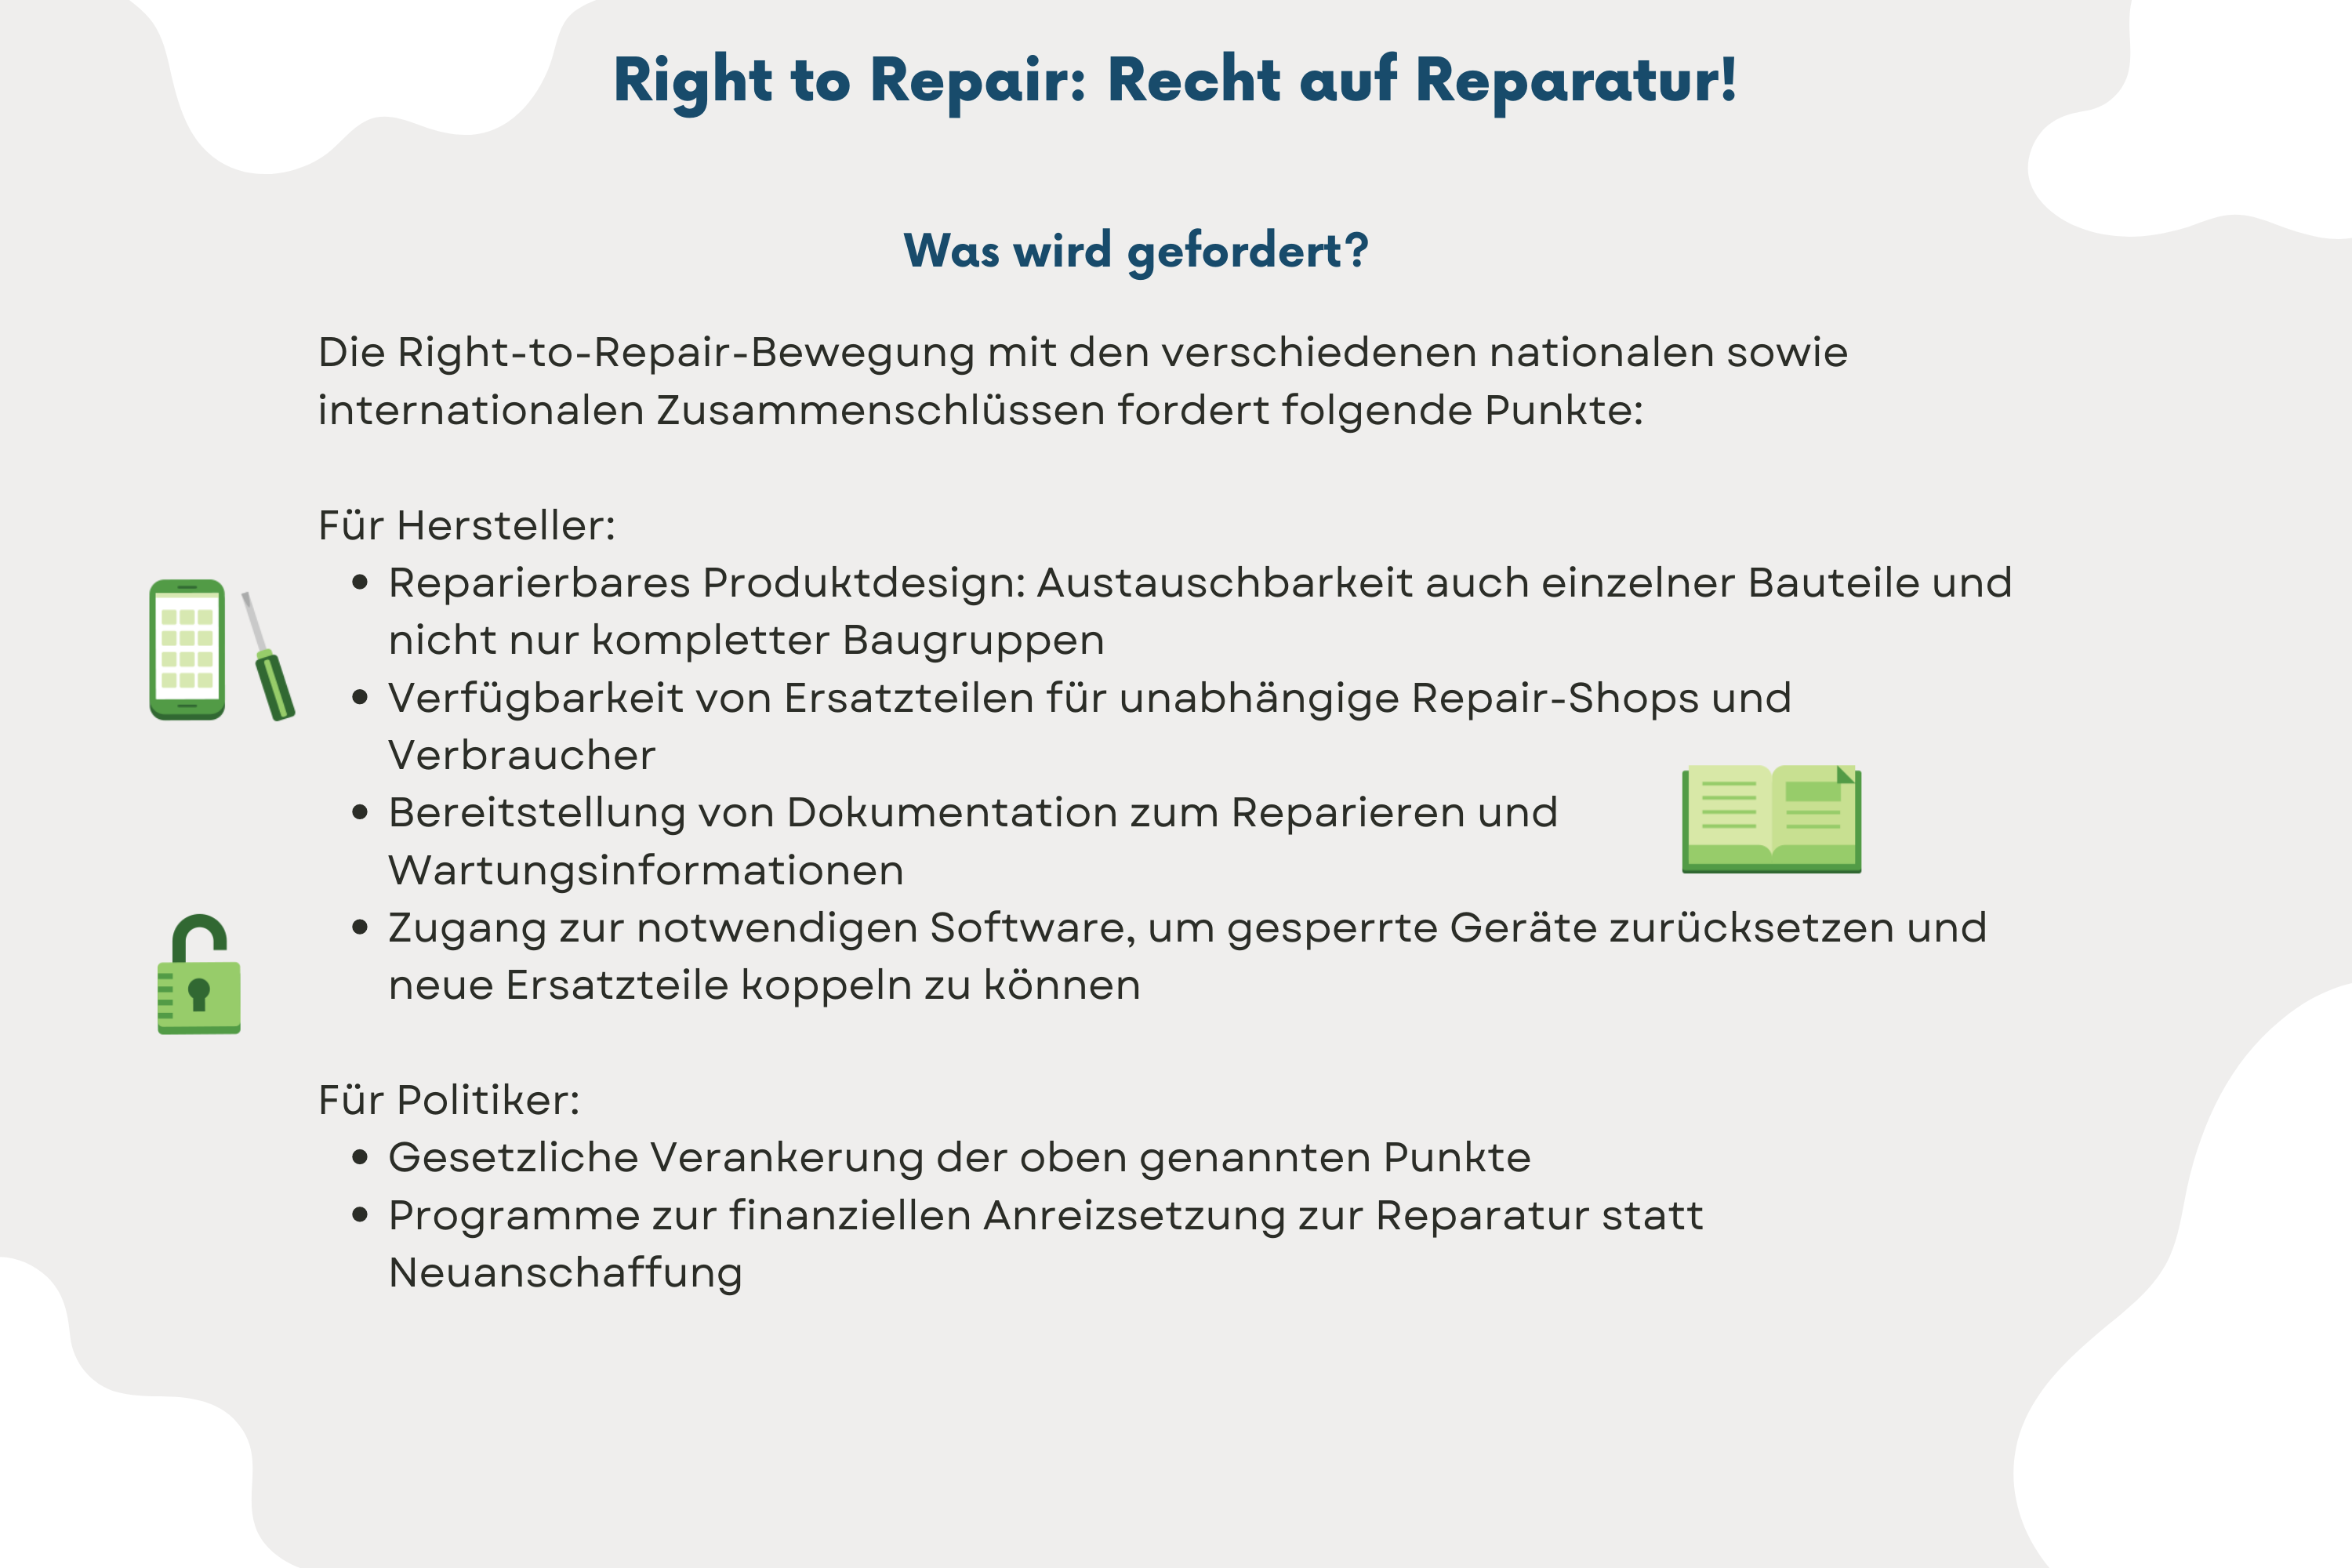 Right to Repair: Recht auf Reparatur!
Was wird gefordert?
Die Right-to-Repair-Bewegung mit den verschiedenen nationalen sowie
internationalen Zusammenschlüssen fordert folgende Punkte:
Für Hersteller:
• Reparierbares Produktdesign: Austauschbarkeit auch einzelner Bauteile und
nicht nur kompletter Baugruppen
• Verfügbarkeit von Ersatzteilen für unabhängige Repair-Shops und
Verbraucher
• Bereitstellung von Dokumentation zum Reparieren und
Wartungsinformationen
• Zugang zur notwendigen Software, um gesperrte Geräte zurücksetzen und
neue Ersatzteile koppeln zu können
Für Politiker:
• Gesetzliche Verankerung der oben genannten Punkte
• Programme zur finanziellen Anreizsetzung zur Reparatur statt
Neuanschaffung